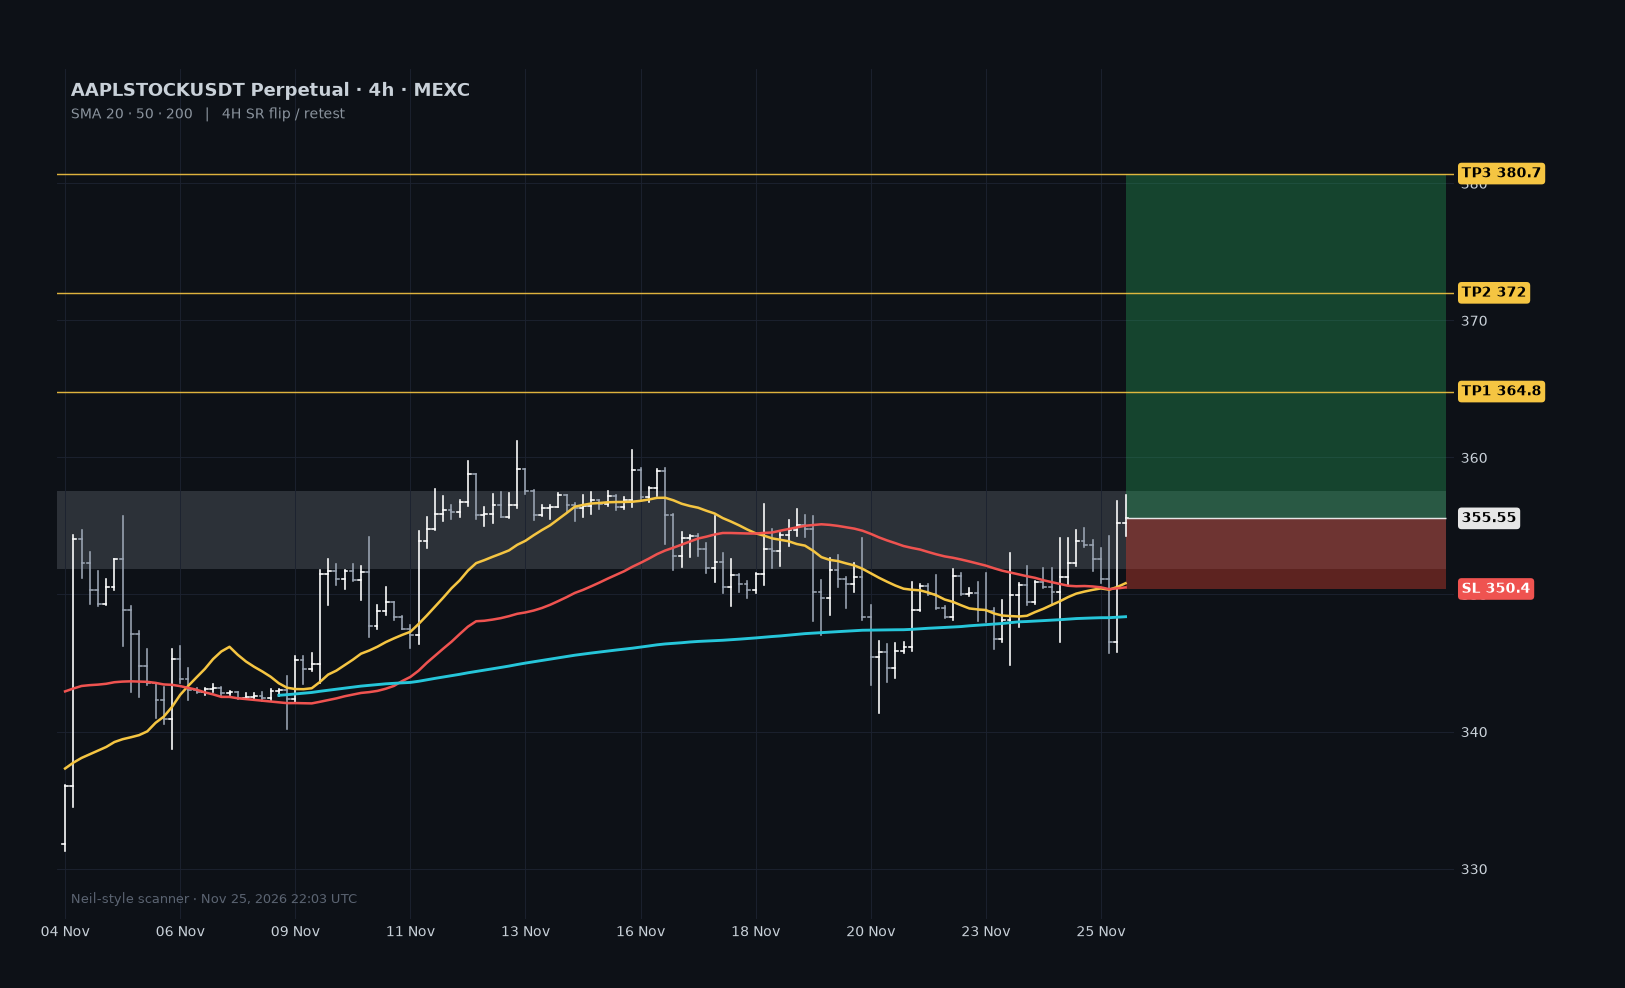 AAPLSTOCKUSDT Perpetual · 4h · MEXC
SMA 20 · 50 · 200 | 4H SR flip / retest
TP3 380.7
380
TP2 372
370
TP1 364.8
360
355.55
SL 350.4
340
330
Neil-style scanner · Nov 25, 2026 22:03 UTC
04 Nov 06 Nov 09 Nov 11 Nov 13 Nov 16 Nov 18 Nov 20 Nov 23 Nov 25 Nov